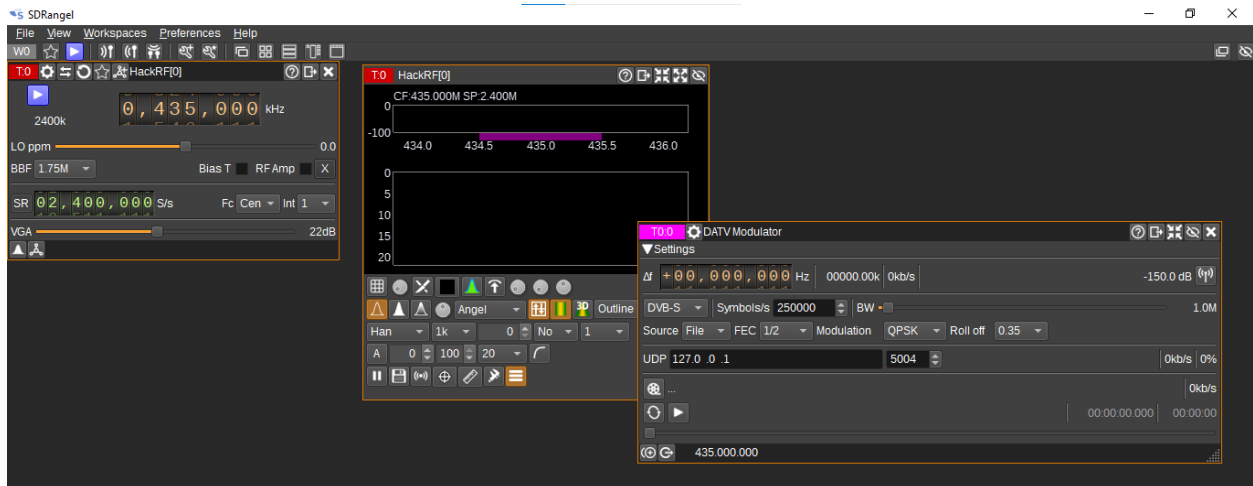 SDRangel
File View Workspaces Preferences Help
W0
T:0 HackRF[0]
0,435,000 kHz
2400k
LO ppm 0.0
BBF 1.75M Bias T RF Amp X
SR 02,400,000 S/s Fc Cen Int 1
VGA 22dB
T:0 HackRF[0]
CF:435.000M SP:2.400M
0
-100
434.0 434.5 435.0 435.5 436.0
0
5
10
15
20
Angel 3D Outline
Han 1k 0 No 1
A 0 100 20
T0:0 DATV Modulator
Settings
Δf +00,000,000 Hz 00000.00k 0kb/s -150.0 dB
DVB-S Symbols/s 250000 BW 1.0M
Source File FEC 1/2 Modulation QPSK Roll off 0.35
UDP 127.0 .0 .1 5004 0kb/s 0%
... 0kb/s
00:00:00.000 00:00:00
435.000.000